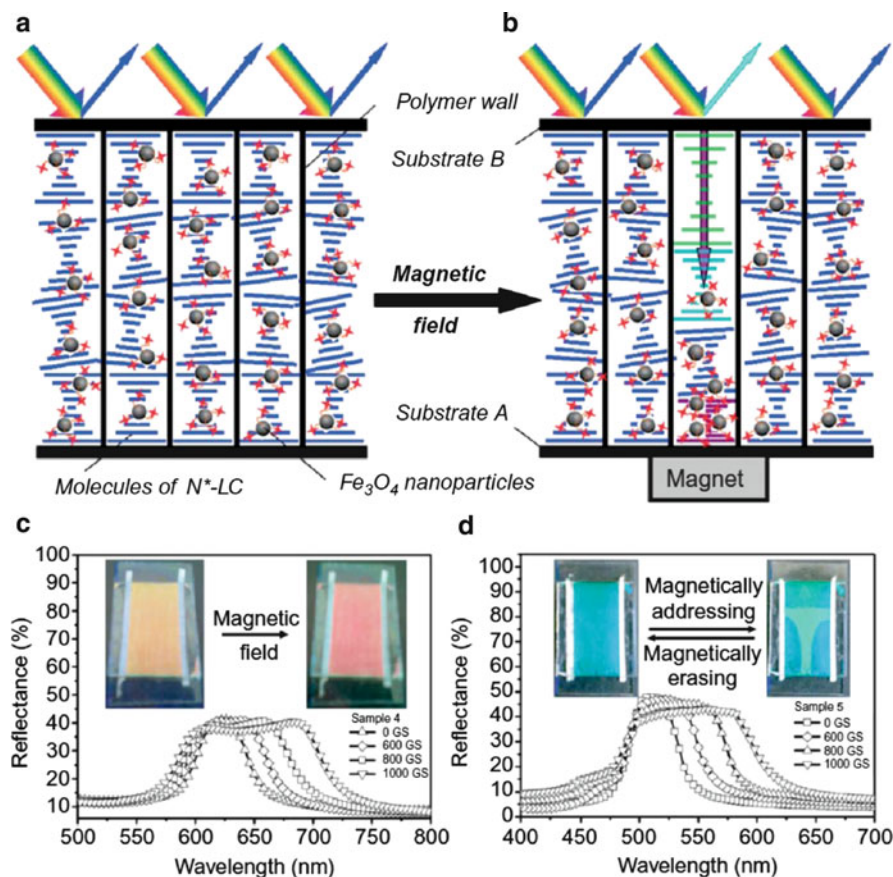 a
b
Polymer wall
Substrate B
Magnetic
field
Substrate A
Molecules of N*-LC
Fe3O4 nanoparticles
Magnet
c
d
100
90
80
70
60
50
40
30
20
10
Reflectance (%)
Magnetic
field
Sample 4
0 GS
600 GS
800 GS
1000 GS
500 550 600 650 700 750 800
Wavelength (nm)
100
90
80
70
60
50
40
30
20
10
0
Reflectance (%)
Magnetically
addressing
Magnetically
erasing
Sample 5
0 GS
600 GS
800 GS
1000 GS
400 450 500 550 600 650 700
Wavelength (nm)